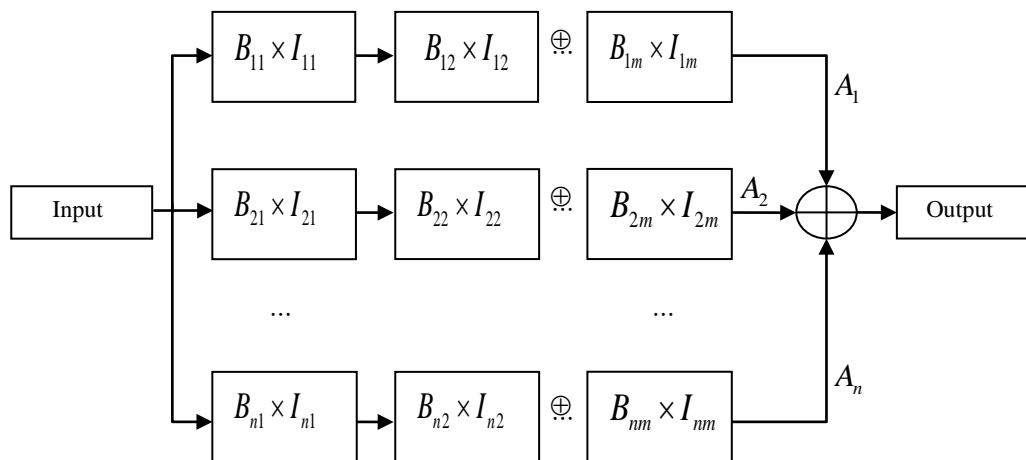 B₁₁ × I₁₁ B₁₂ × I₁₂ ⊕ ... B₁ₘ × I₁ₘ
A₁
Input B₂₁ × I₂₁ B₂₂ × I₂₂ ⊕ ... B₂ₘ × I₂ₘ A₂ Output
... ...
Bₙ₁ × Iₙ₁ Bₙ₂ × Iₙ₂ ⊕ ... Bₙₘ × Iₙₘ
Aₙ